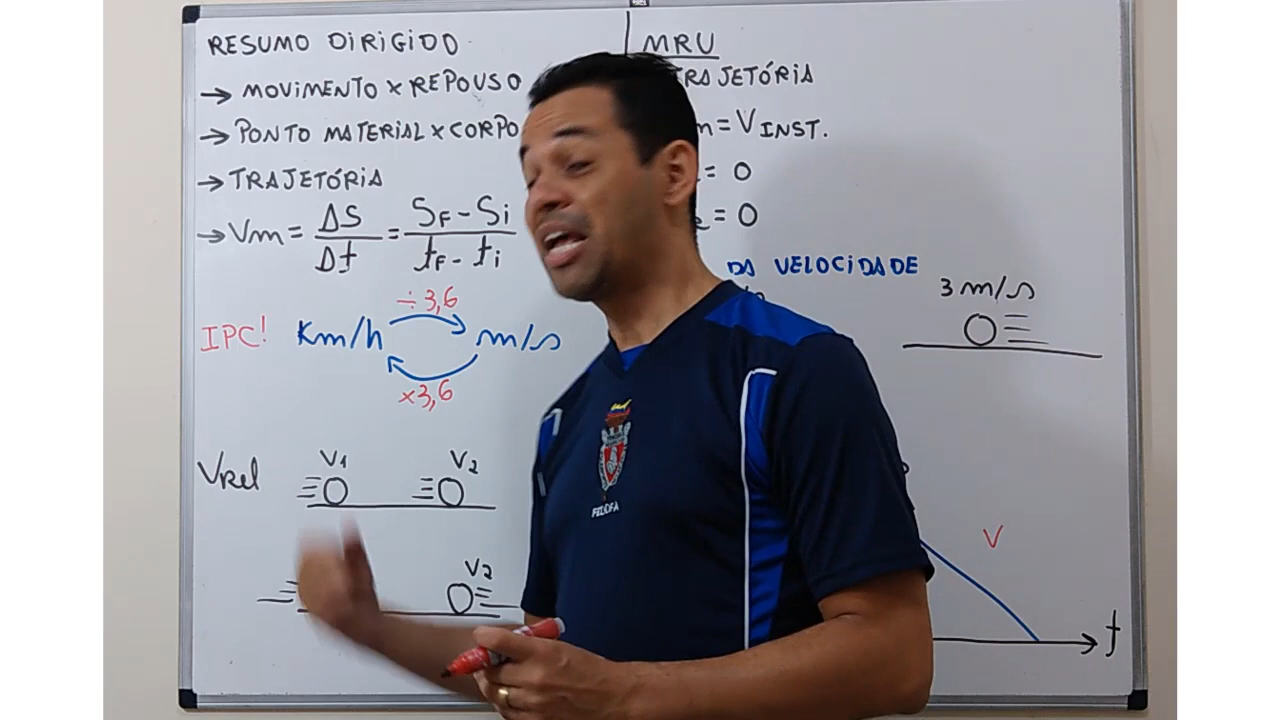 RESUMO DIRIGIDO
→ MOVIMENTO X REPOUSO
→ PONTO MATERIAL X CORPO
→ TRAJETÓRIA
→ Vm = ΔS/Δt = SF - Si/tF - ti
÷3,6
IPC! Km/h m/s
×3,6
VRel V1 V2
V2
MRU
TRAJETÓRIA
= VINST.
= 0
= 0
DA VELOCIDADE
3 m/s
V
t